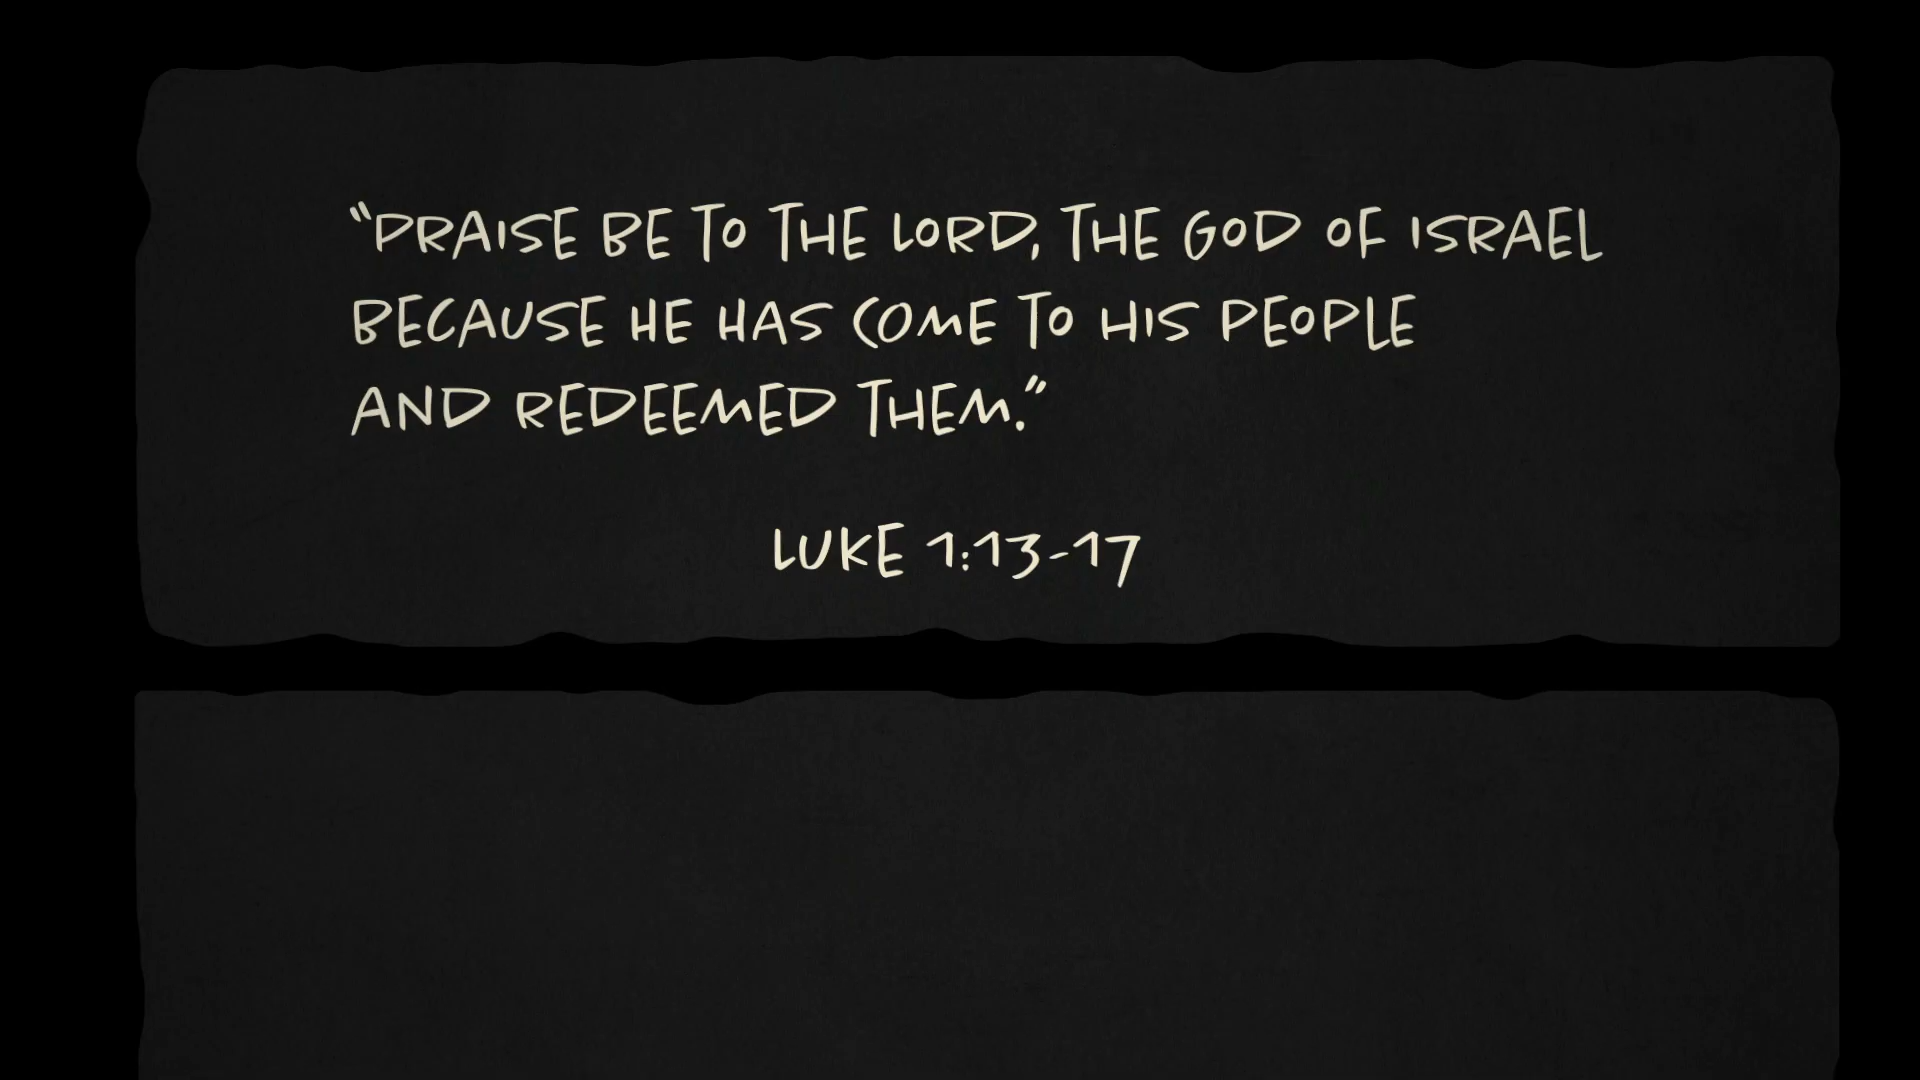 “PRAISE BE TO THE LORD, THE GOD OF ISRAEL
BECAUSE HE HAS COME TO HIS PEOPLE
AND REDEEMED THEM.”
LUKE 1:13-17